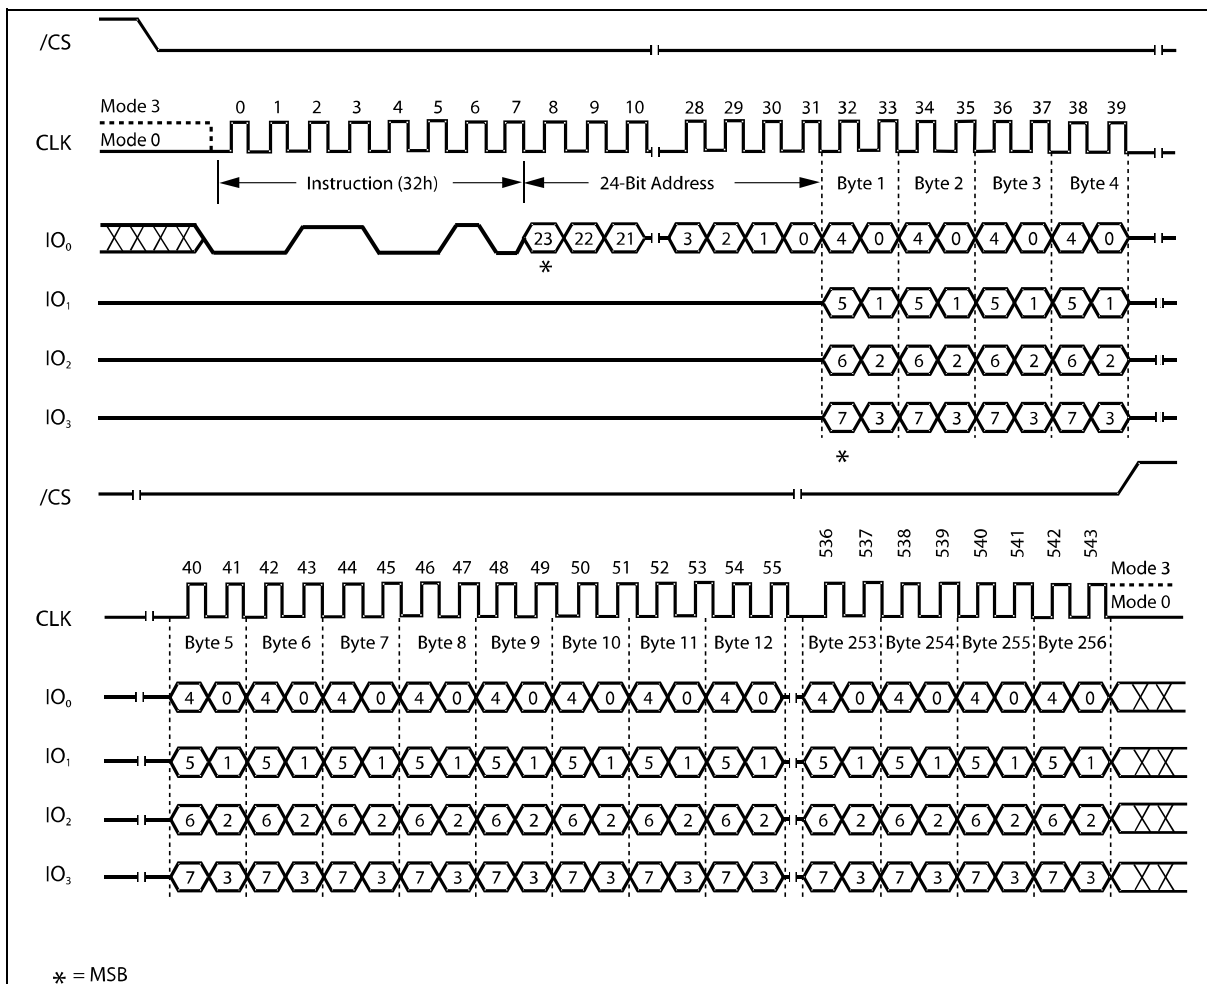 /CS
Mode 3
0 1 2 3 4 5 6 7 8 9 10 28 29 30 31 32 33 34 35 36 37 38 39
CLK
Mode 0
Instruction (32h) 24-Bit Address Byte 1 Byte 2 Byte 3 Byte 4
IO₀ 23 22 21 3 2 1 0 4 0 4 0 4 0 4 0
*
IO₁ 5 1 5 1 5 1 5 1
IO₂ 6 2 6 2 6 2 6 2
IO₃ 7 3 7 3 7 3 7 3
*
/CS
40 41 42 43 44 45 46 47 48 49 50 51 52 53 54 55 536 537 538 539 540 541 542 543
Mode 3
CLK
Mode 0
Byte 5 Byte 6 Byte 7 Byte 8 Byte 9 Byte 10 Byte 11 Byte 12 Byte 253 Byte 254 Byte 255 Byte 256
IO₀ 4 0 4 0 4 0 4 0 4 0 4 0 4 0 4 0 4 0 4 0 4 0 4 0
IO₁ 5 1 5 1 5 1 5 1 5 1 5 1 5 1 5 1 5 1 5 1 5 1 5 1
IO₂ 6 2 6 2 6 2 6 2 6 2 6 2 6 2 6 2 6 2 6 2 6 2 6 2
IO₃ 7 3 7 3 7 3 7 3 7 3 7 3 7 3 7 3 7 3 7 3 7 3 7 3
* = MSB